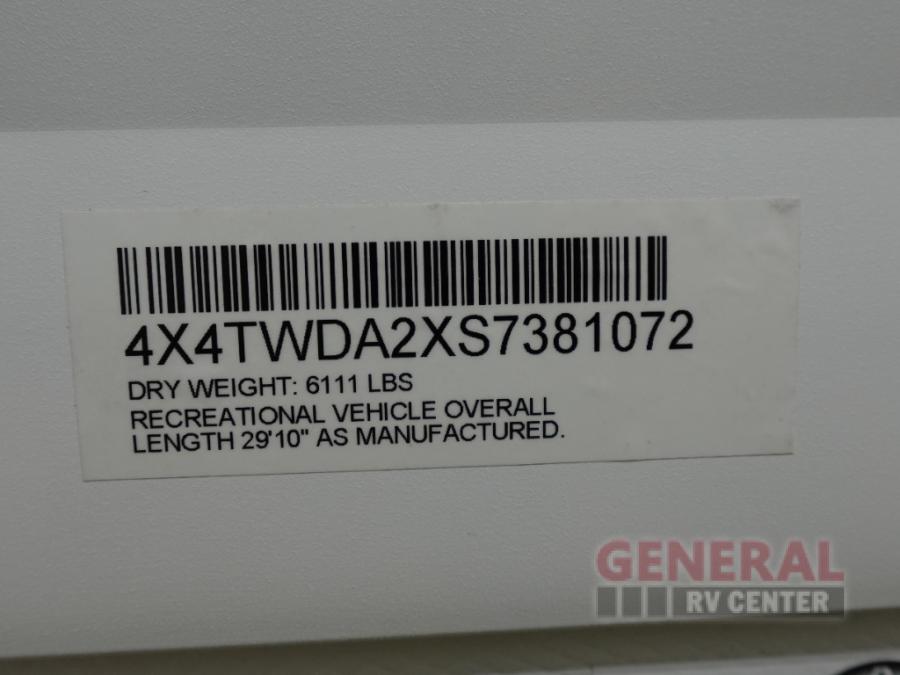 4X4TWDA2XS7381072
DRY WEIGHT: 6111 LBS
RECREATIONAL VEHICLE OVERALL
LENGTH 29'10" AS MANUFACTURED.
GENERAL
RV CENTER